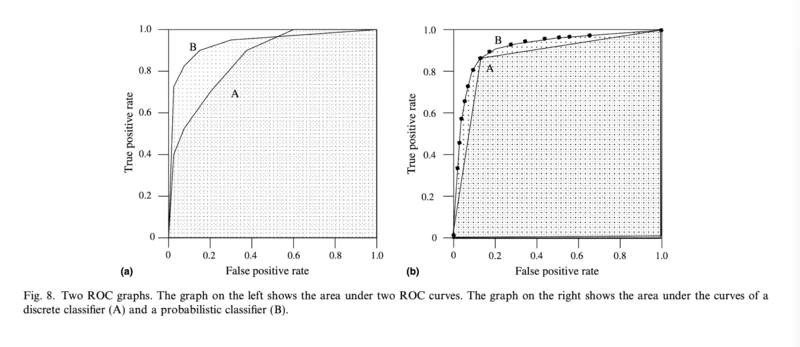 1.0
B
0.8
A
0.6
0.4
0.2
0
True positive rate
0 0.2 0.4 0.6 0.8 1.0
(a) False positive rate
1.0
B
0.8
A
0.6
0.4
0.2
0
True positive rate
0 0.2 0.4 0.6 0.8 1.0
(b) False positive rate
Fig. 8. Two ROC graphs. The graph on the left shows the area under two ROC curves. The graph on the right shows the area under the curves of a
discrete classifier (A) and a probabilistic classifier (B).